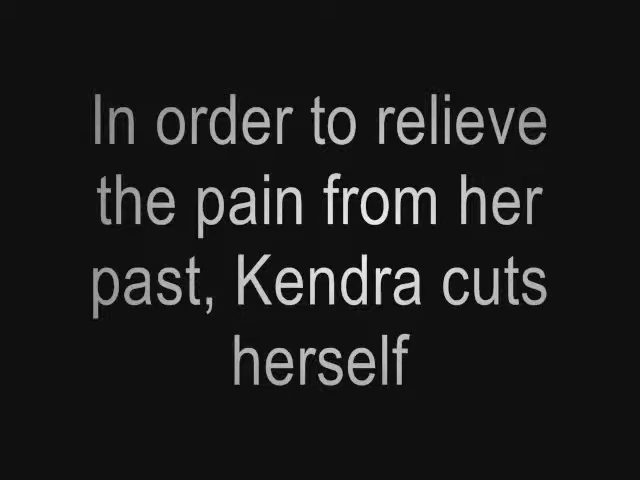 In order to relieve
the pain from her
past, Kendra cuts
herself